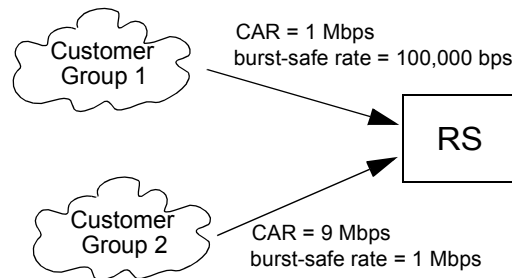 Customer
Group 1
CAR = 1 Mbps
burst-safe rate = 100,000 bps
RS
Customer
Group 2
CAR = 9 Mbps
burst-safe rate = 1 Mbps